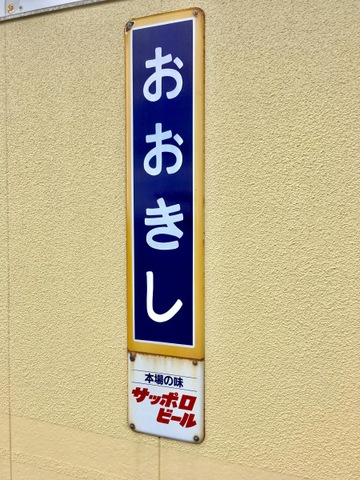 おおきし
本場の味
サッポロ
ビール